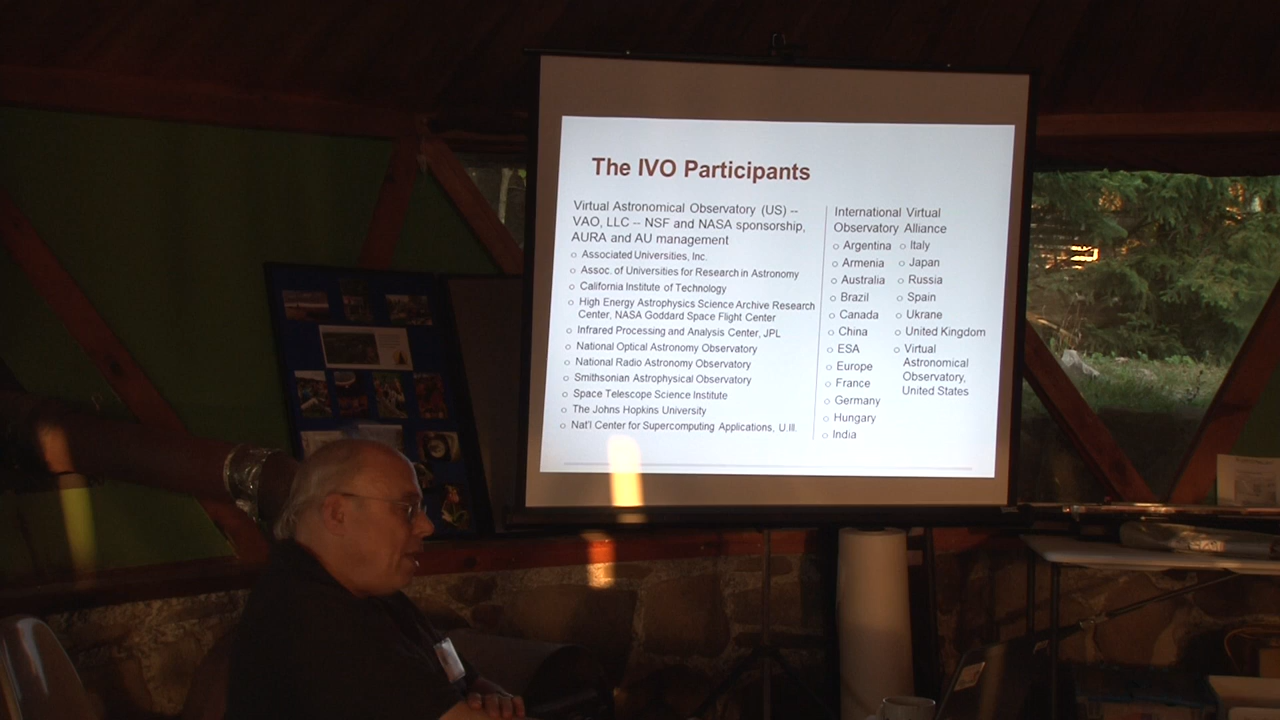 The IVO Participants
Virtual Astronomical Observatory (US) --
VAO, LLC -- NSF and NASA sponsorship,
AURA and AU management
Associated Universities, Inc.
Assoc. of Universities for Research in Astronomy
California Institute of Technology
High Energy Astrophysics Science Archive Research
Center, NASA Goddard Space Flight Center
Infrared Processing and Analysis Center, JPL
National Optical Astronomy Observatory
National Radio Astronomy Observatory
Smithsonian Astrophysical Observatory
Space Telescope Science Institute
The Johns Hopkins University
Nat'l Center for Supercomputing Applications, U.Ill.
International Virtual
Observatory Alliance
Argentina
Armenia
Australia
Brazil
Canada
China
ESA
Europe
France
Germany
Hungary
India
Italy
Japan
Russia
Spain
Ukrane
United Kingdom
Virtual
Astronomical
Observatory,
United States